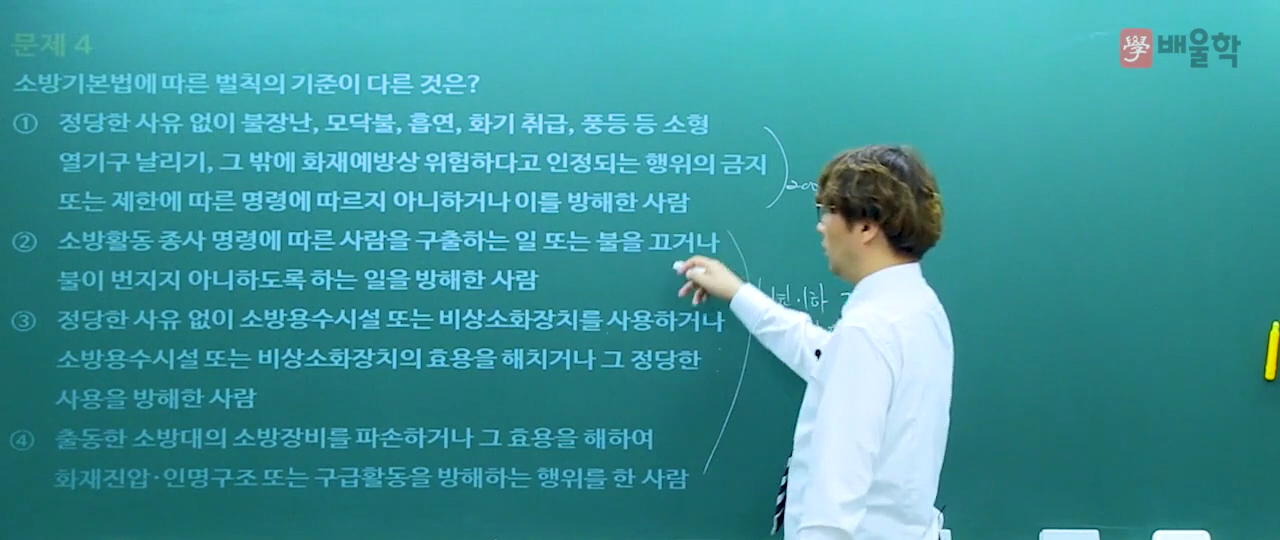 學 배울학
문제 4
소방기본법에 따른 벌칙의 기준이 다른 것은?
① 정당한 사유 없이 불장난, 모닥불, 흡연, 화기 취급, 풍등 등 소형
열기구 날리기, 그 밖에 화재예방상 위험하다고 인정되는 행위의 금지
또는 제한에 따른 명령에 따르지 아니하거나 이를 방해한 사람
② 소방활동 종사 명령에 따른 사람을 구출하는 일 또는 불을 끄거나
불이 번지지 아니하도록 하는 일을 방해한 사람
③ 정당한 사유 없이 소방용수시설 또는 비상소화장치를 사용하거나
소방용수시설 또는 비상소화장치의 효용을 해치거나 그 정당한
사용을 방해한 사람
④ 출동한 소방대의 소방장비를 파손하거나 그 효용을 해하여
화재진압·인명구조 또는 구급활동을 방해하는 행위를 한 사람
200
이하